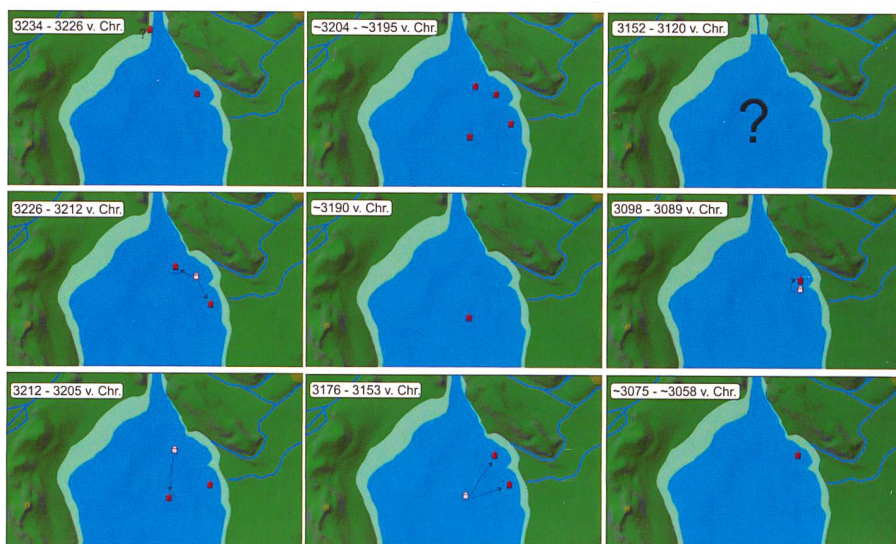 3234 - 3226 v. Chr.
?
~3204 - ~3195 v. Chr.
3152 - 3120 v. Chr.
?
3226 - 3212 v. Chr.
~3190 v. Chr.
3098 - 3089 v. Chr.
3212 - 3205 v. Chr.
3176 - 3153 v. Chr.
~3075 - ~3058 v. Chr.